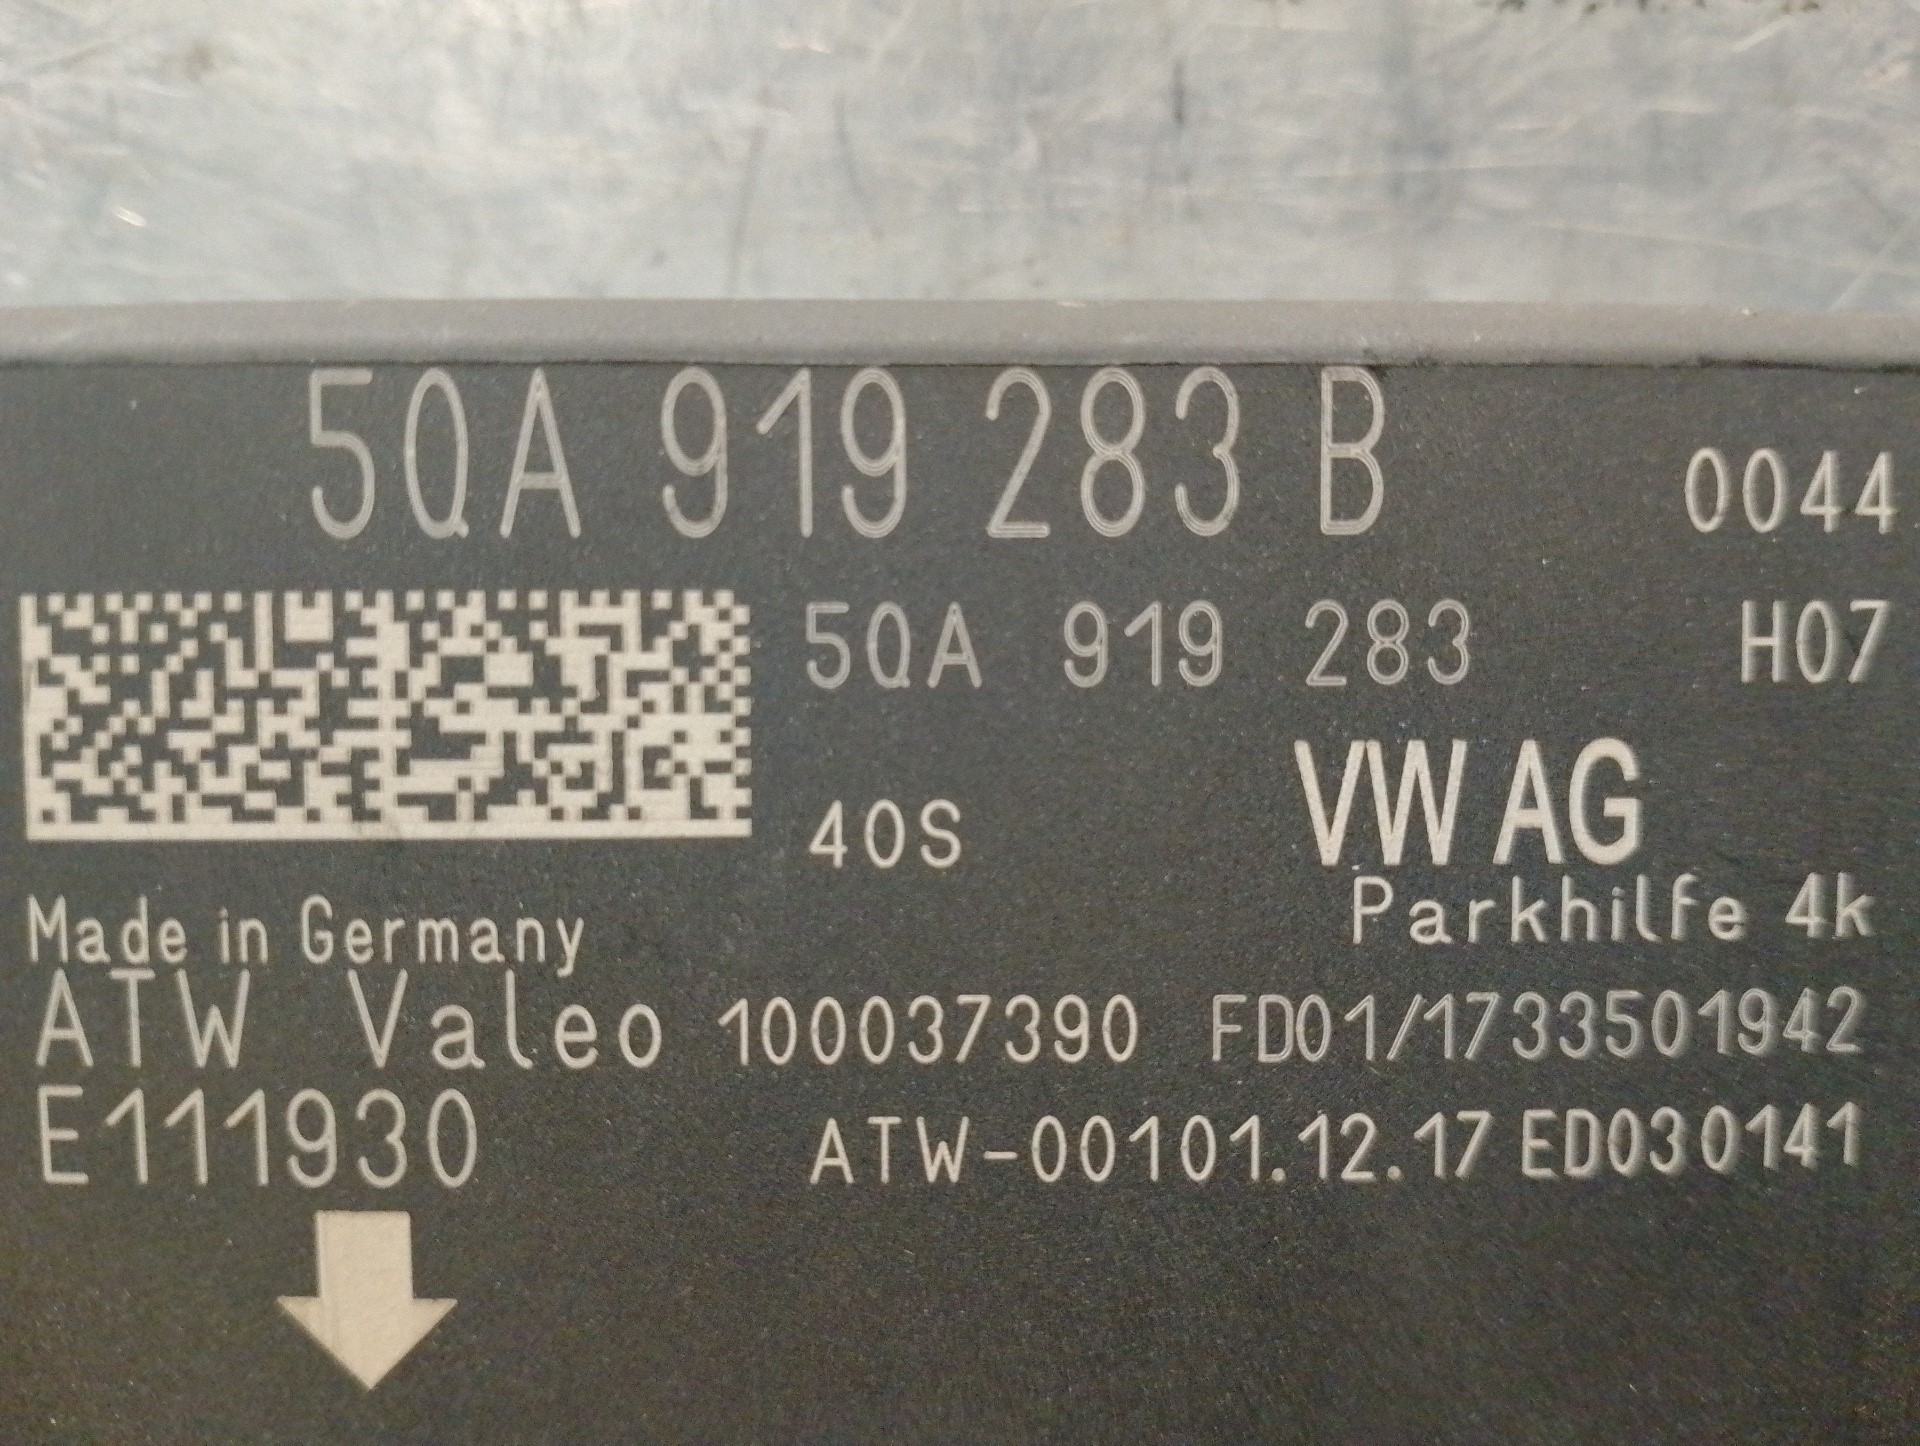 5QA 919 283 B 0044
5QA 919 283 H07
40S VW AG
Parkhilfe 4k
Made in Germany
ATW Valeo 100037390 FD01/1733501942
E111930 ATW-00101.12.17 ED030141